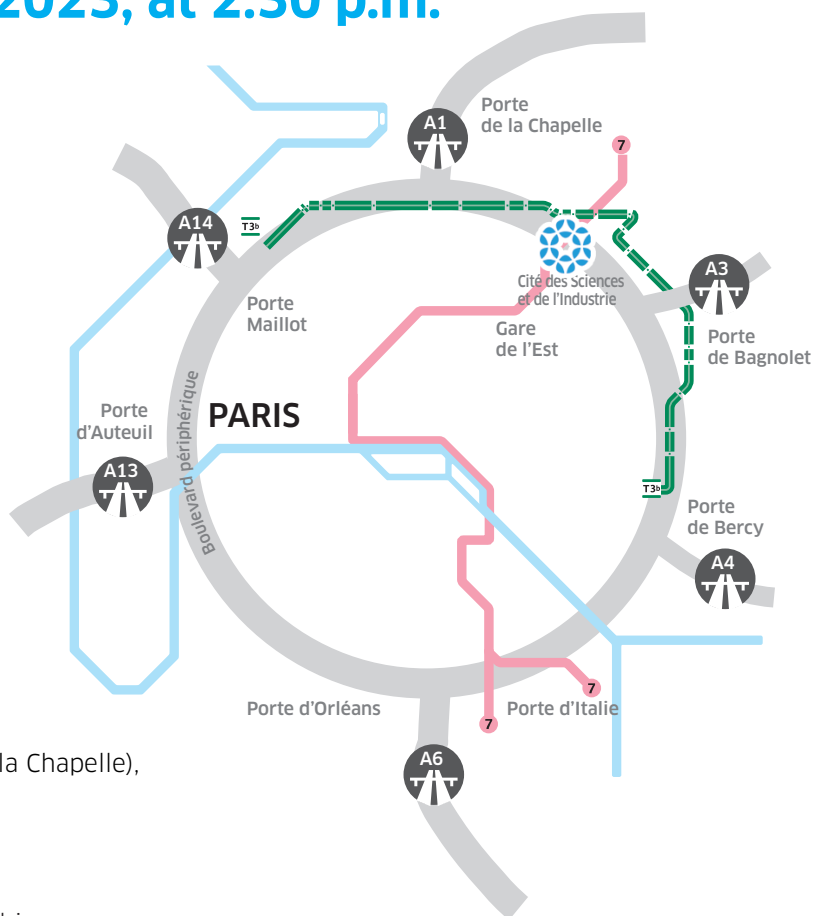 2023, at 2.30 p.m.
Porte
de la Chapelle
A1
7
A14
T3b
A3
Cité des Sciences
et de l'Industrie
Porte
Maillot
Gare
de l'Est
Porte
de Bagnolet
Boulevard périphérique
PARIS
Porte
d'Auteuil
A13
T3b
Porte
de Bercy
A4
7
Porte d'Orléans
Porte d'Italie
7
la Chapelle),
A6